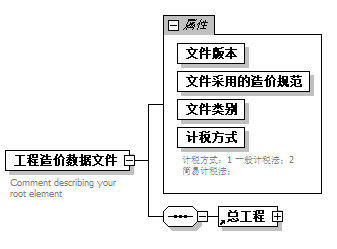 属性
文件版本
文件采用的造价规范
文件类别
计税方式
计税方式：1 一般计税法；2
简易计税法；
工程造价数据文件
Comment describing your
root element
总工程